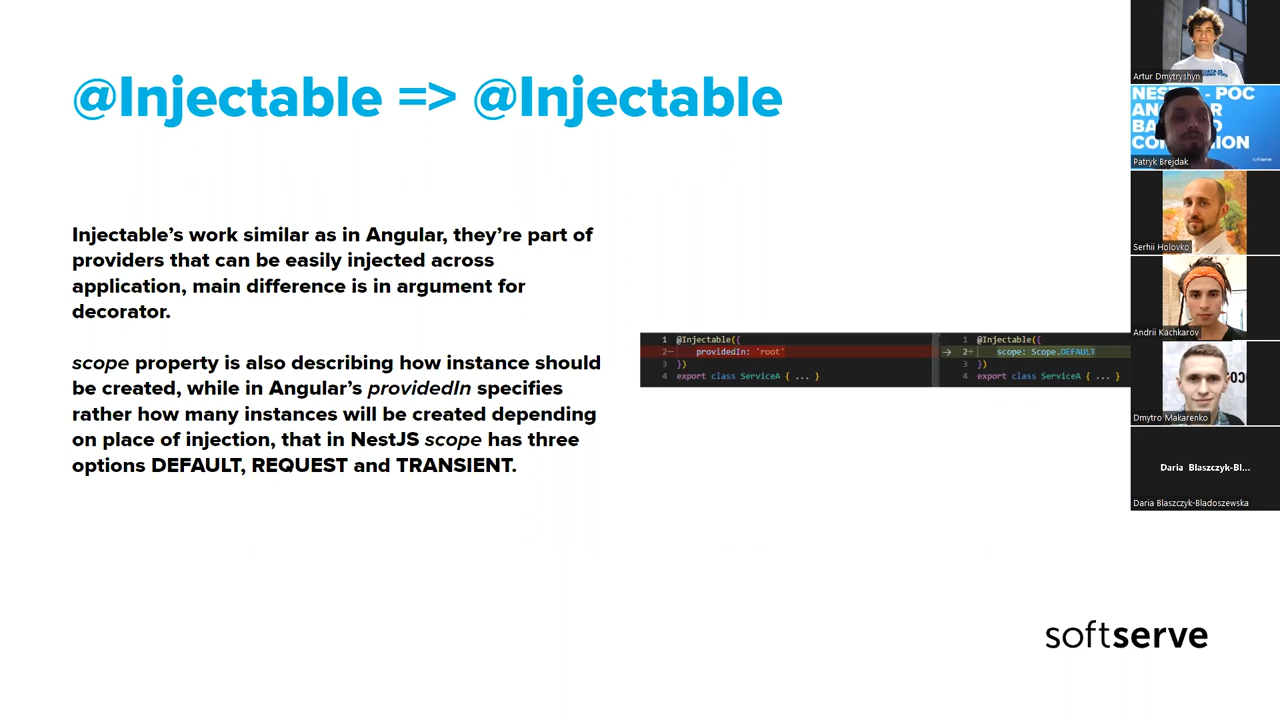 @Injectable => @Injectable
Injectable’s work similar as in Angular, they’re part of
providers that can be easily injected across
application, main difference is in argument for
decorator.
scope property is also describing how instance should
be created, while in Angular’s providedIn specifies
rather how many instances will be created depending
on place of injection, that in NestJS scope has three
options DEFAULT, REQUEST and TRANSIENT.
1 @Injectable({
2− providedIn: 'root'
3 })
4 export class ServiceA { ... }
1 @Injectable({
→ 2+ scope: Scope.DEFAULT
3 })
4 export class ServiceA { ... }
softserve
Artur Dmytryshyn
POC
softserve
Patryk Brejdak
Serhii Holovko
Andrii Kachkarov
Dmytro Makarenko
Daria Blaszczyk-Bl...
Daria Blaszczyk-Bladoszewska